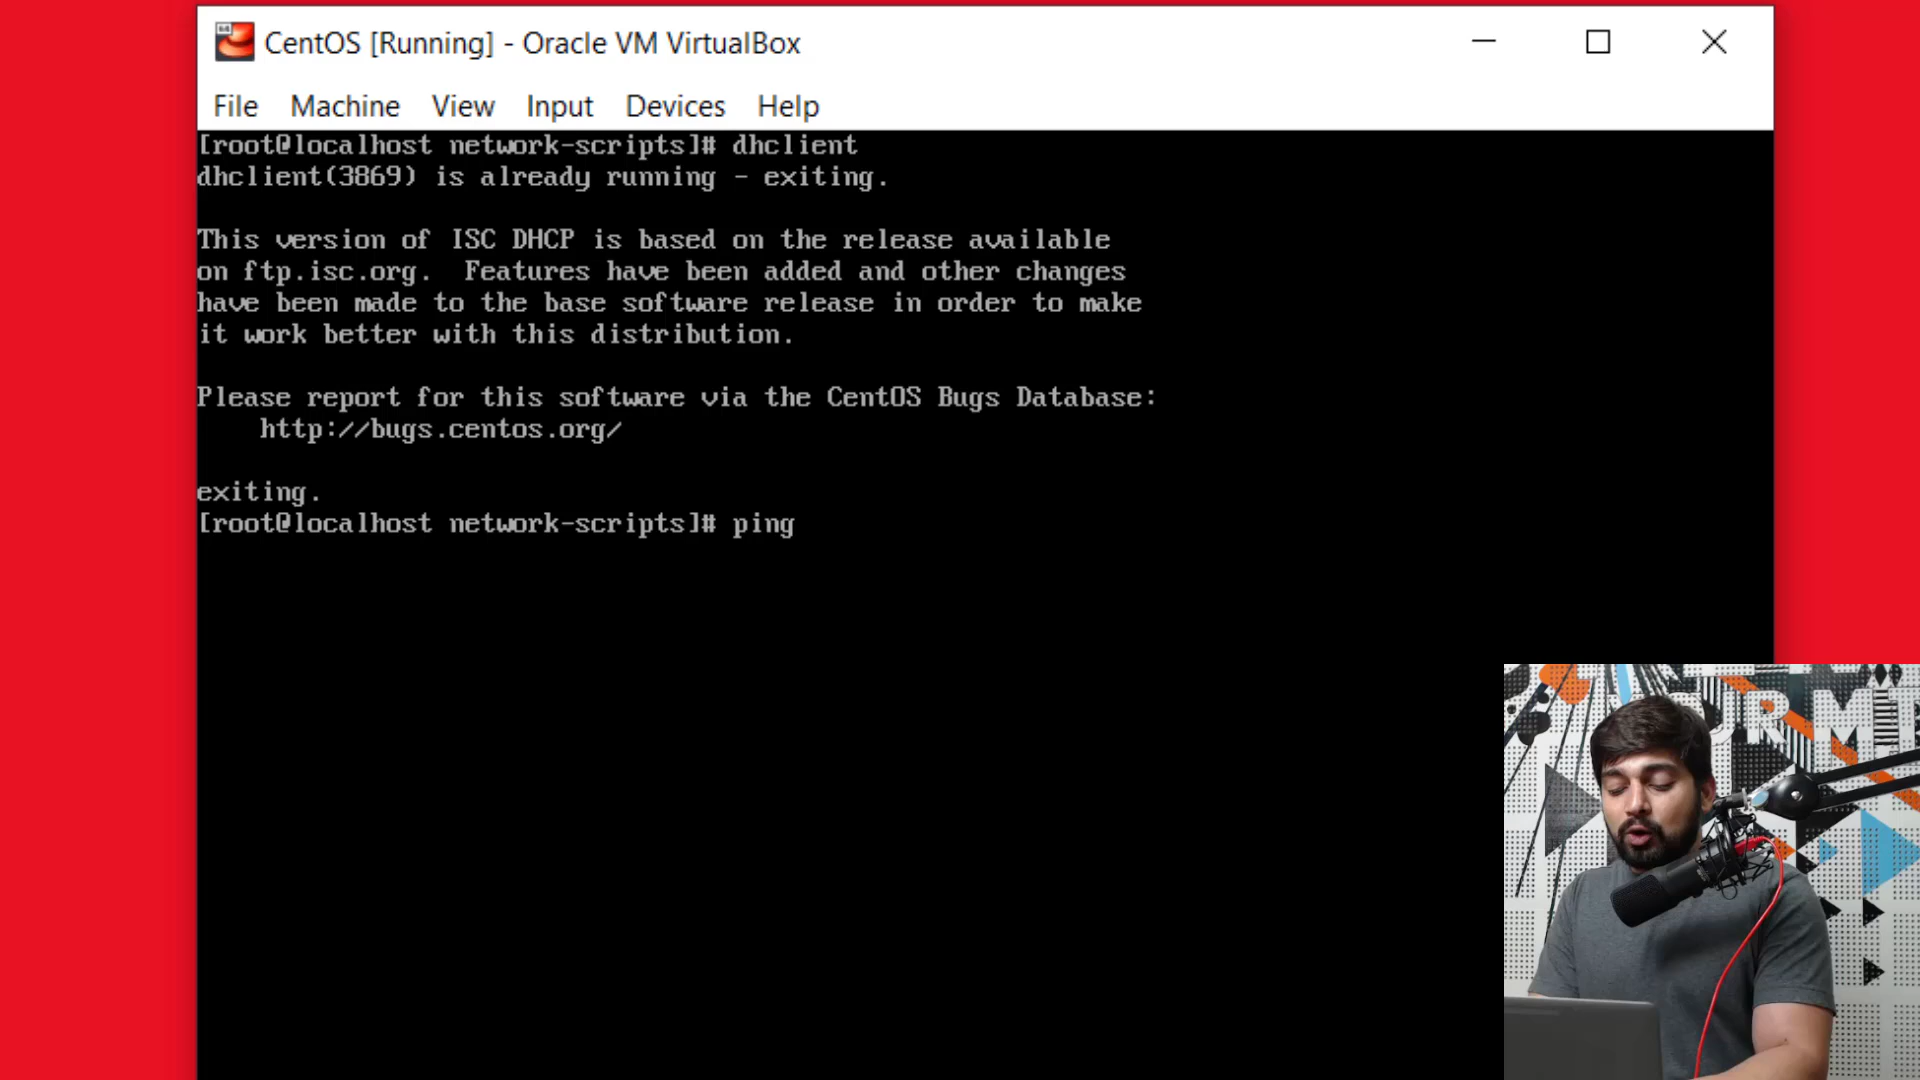 CentOS [Running] - Oracle VM VirtualBox
File Machine View Input Devices Help
[root@localhost network-scripts]# dhclient
dhclient(3869) is already running - exiting.
This version of ISC DHCP is based on the release available
on ftp.isc.org.  Features have been added and other changes
have been made to the base software release in order to make
it work better with this distribution.
Please report for this software via the CentOS Bugs Database:
    http://bugs.centos.org/
exiting.
[root@localhost network-scripts]# ping